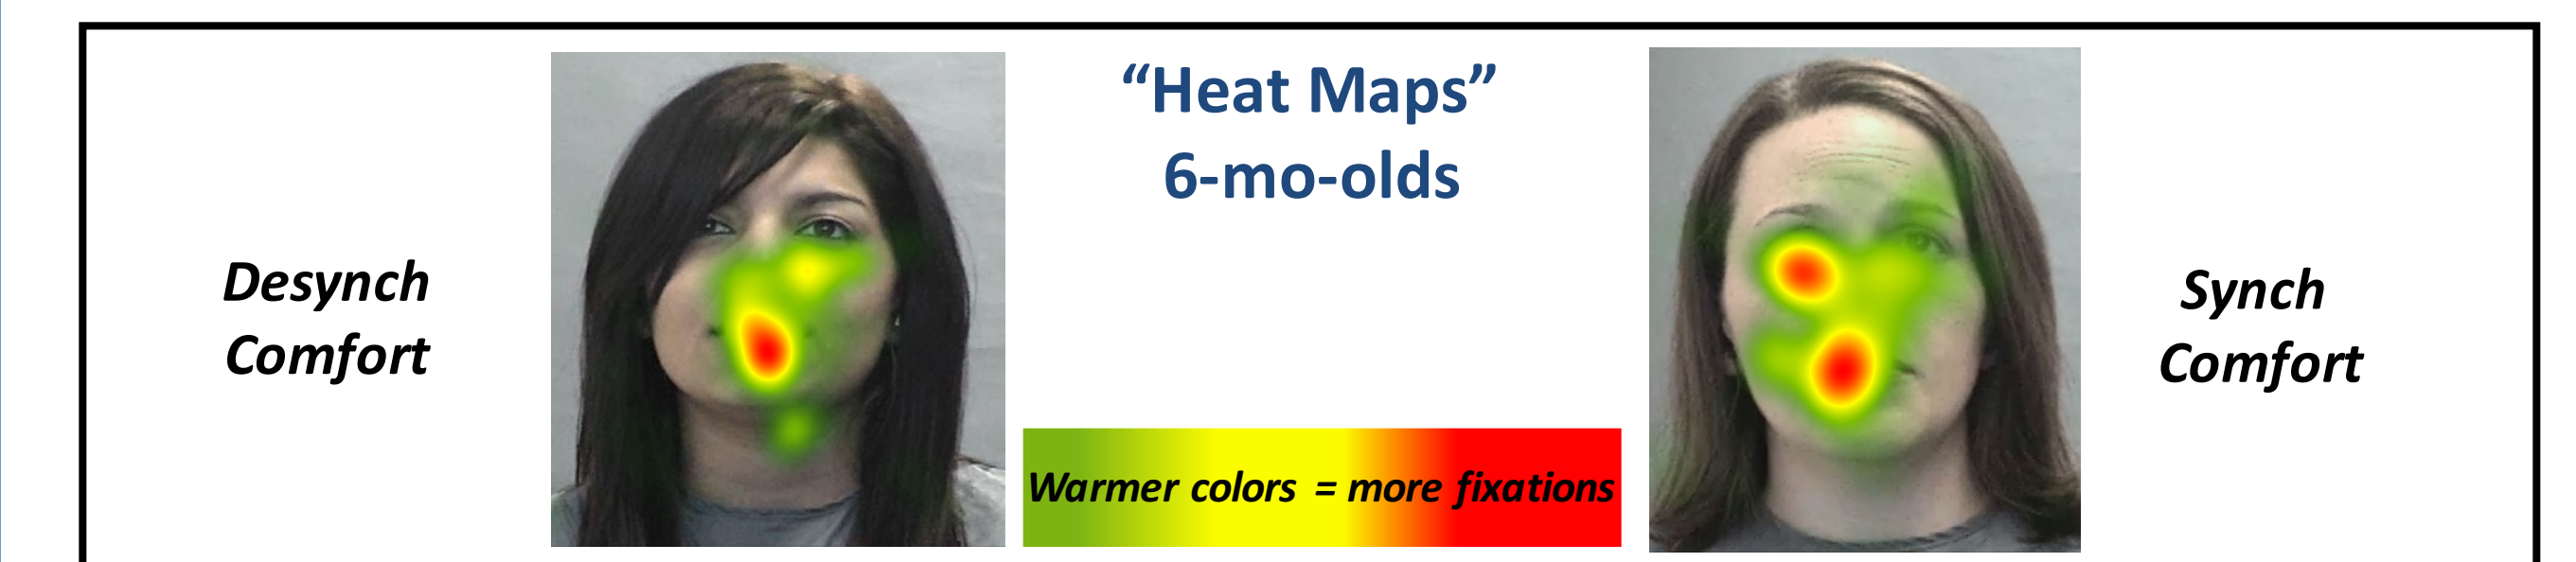 “Heat Maps”
6-mo-olds
Desynch
Comfort
Synch
Comfort
Warmer colors = more fixations